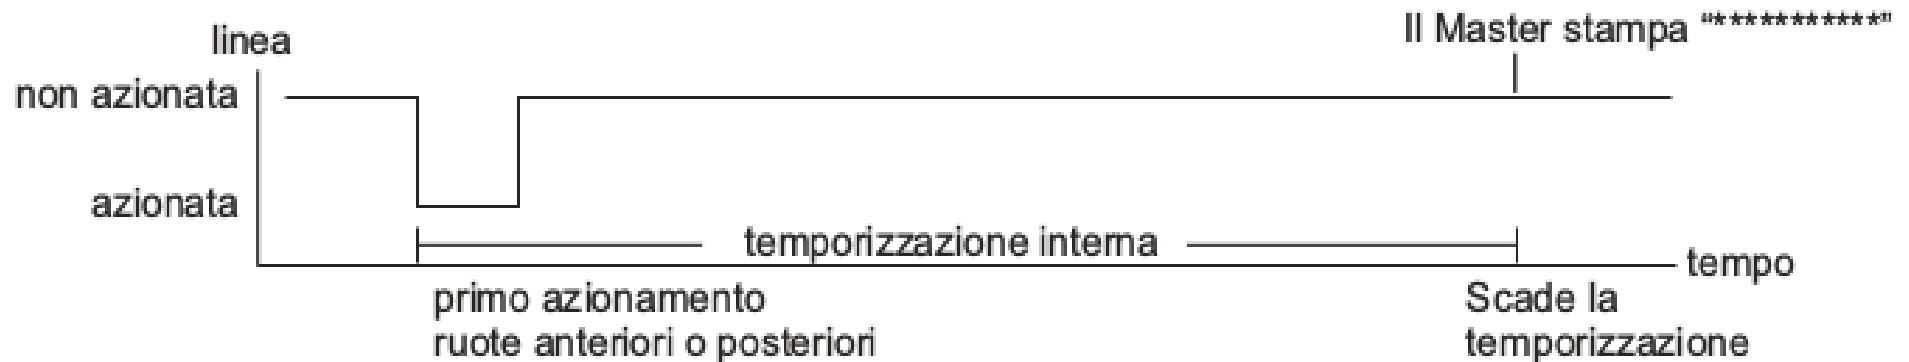 linea
Il Master stampa “***********”
non azionata
azionata
temporizzazione interna
tempo
primo azionamento
ruote anteriori o posteriori
Scade la
temporizzazione